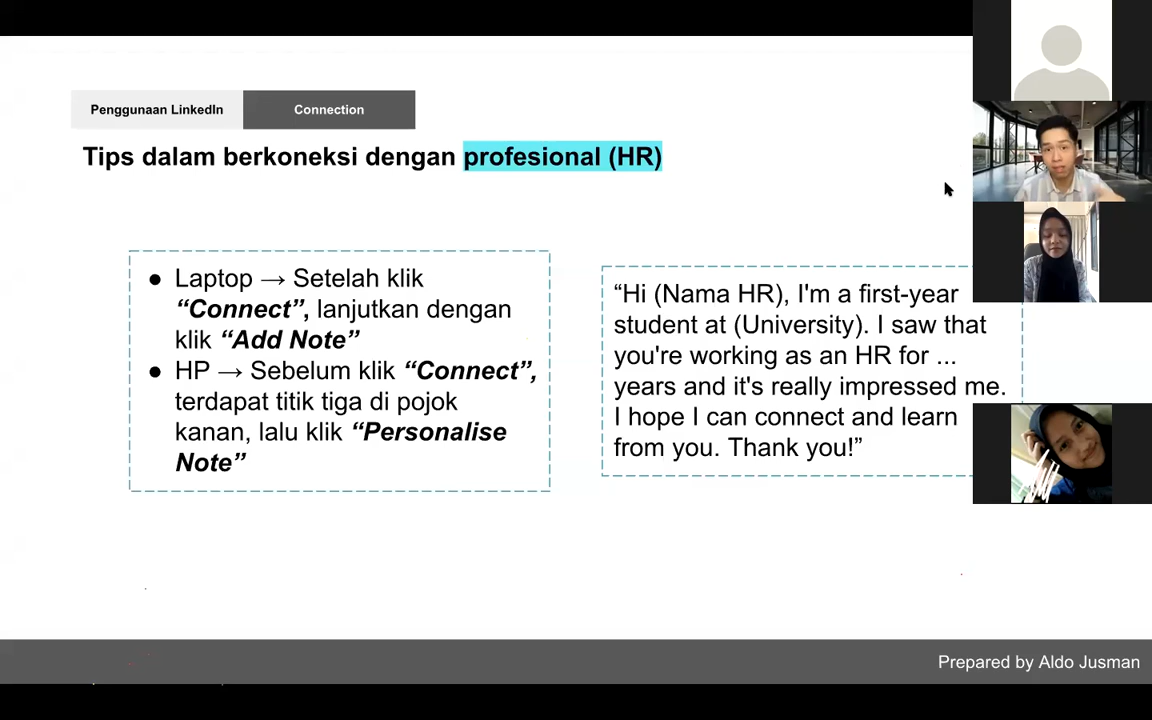 Penggunaan LinkedIn
Connection
Tips dalam berkoneksi dengan profesional (HR)
● Laptop → Setelah klik
“Connect”, lanjutkan dengan
klik “Add Note”
● HP → Sebelum klik “Connect”,
terdapat titik tiga di pojok
kanan, lalu klik “Personalise
Note”
“Hi (Nama HR), I'm a first-year
student at (University). I saw that
you're working as an HR for ...
years and it's really impressed me.
I hope I can connect and learn
from you. Thank you!”
Prepared by Aldo Jusman